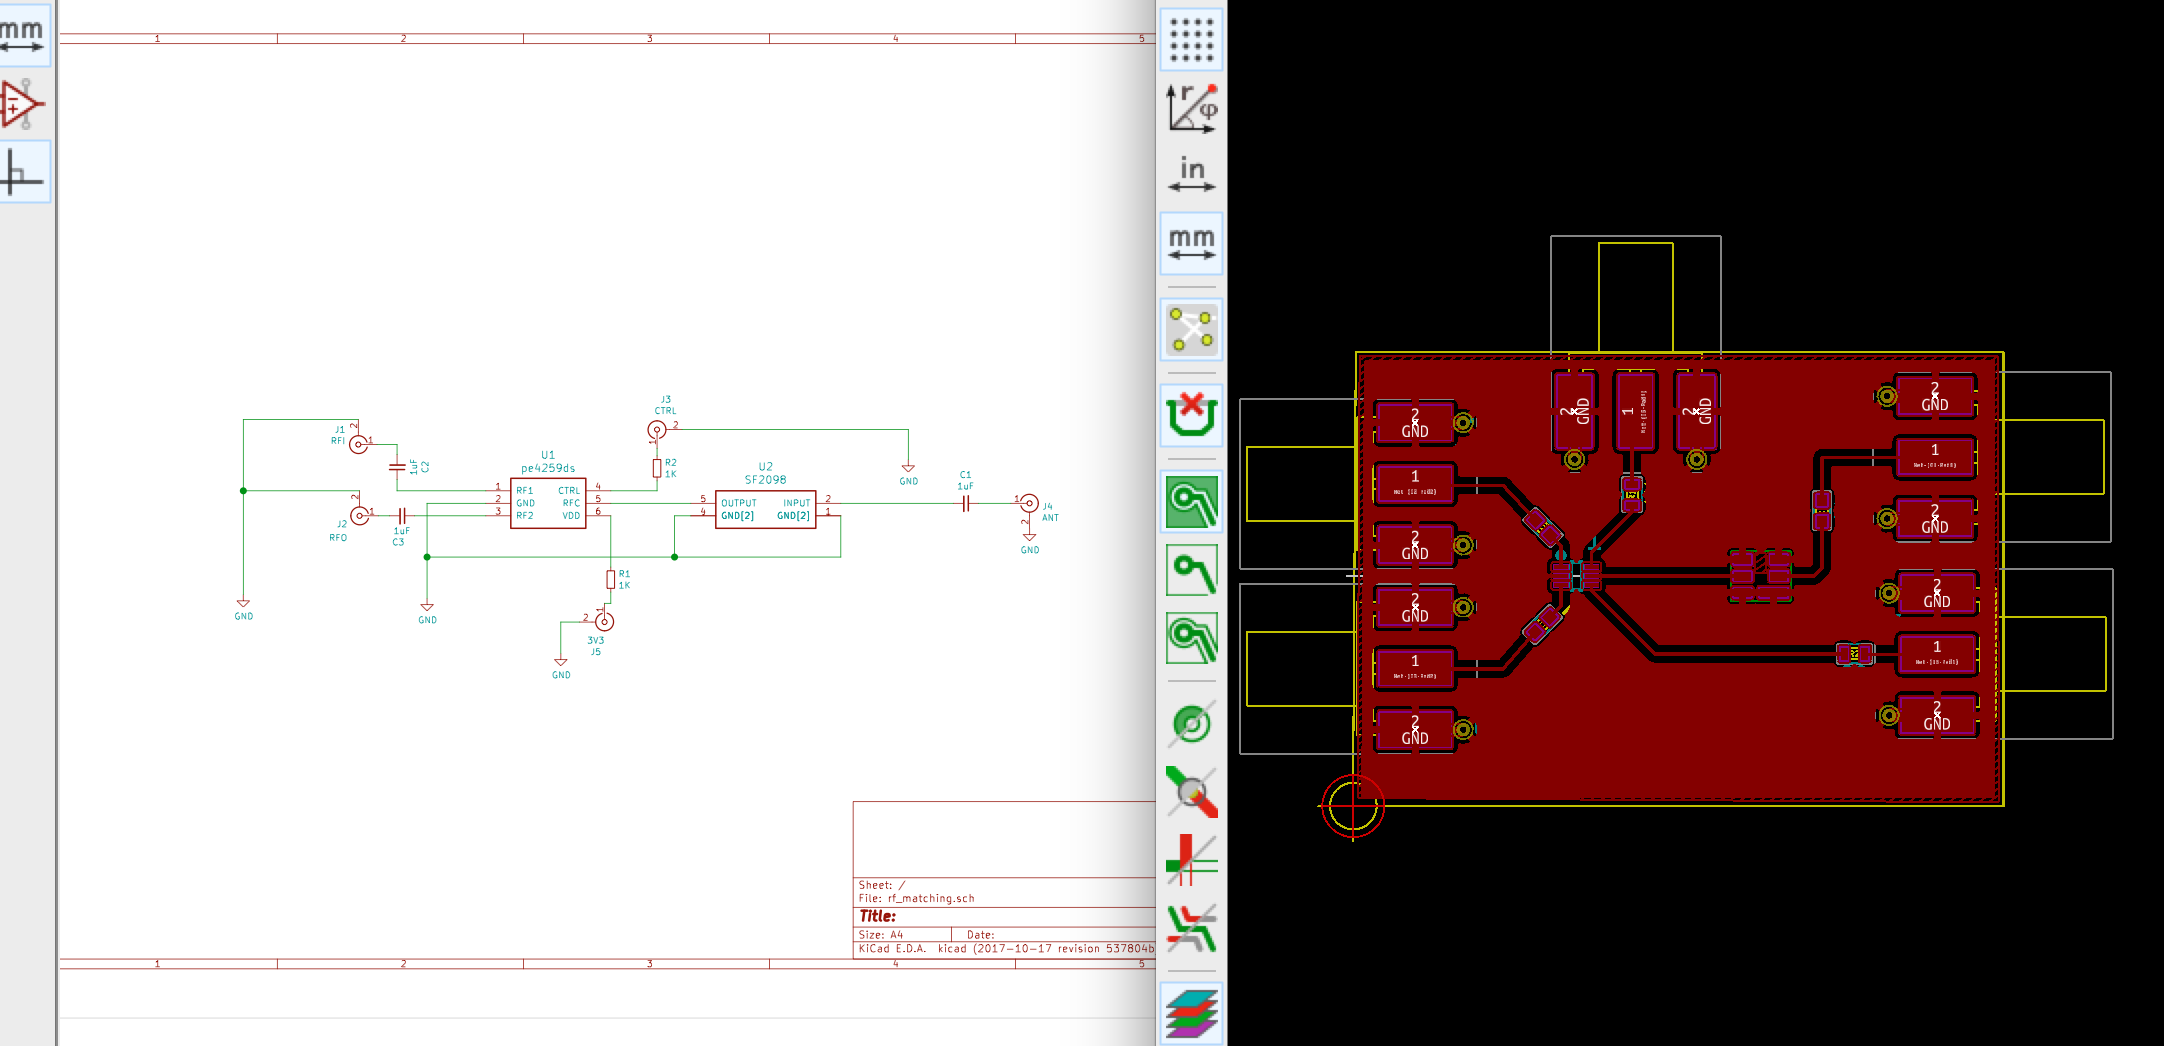 mm
1 2 3 4 5
J3
CTRL
2
1
J1
RFI
2
1
1uF
C2
R2
1K
U1
pe4259ds
U2
SF2098
GND
C1
1uF
1 RF1 CTRL 4
2 GND RFC 5
3 RF2 VDD 6
5 OUTPUT INPUT 2
4 GND[2] GND[2] 1
1
J4
ANT
2
GND
J2
RFO
2
1
1uF
C3
R1
1K
GND
GND
1
2
3V3
J5
GND
Sheet: /
File: rf_matching.sch
Title:
Size: A4 Date:
KiCad E.D.A. kicad (2017-10-17 revision 537804b
1 2 3 4 5
r
φ
in
mm
2
GND
1
2
GND
2
GND
1
2
GND
2
GND
1
2
GND
2
GND
1
2
GND
2
GND
1
2
GND